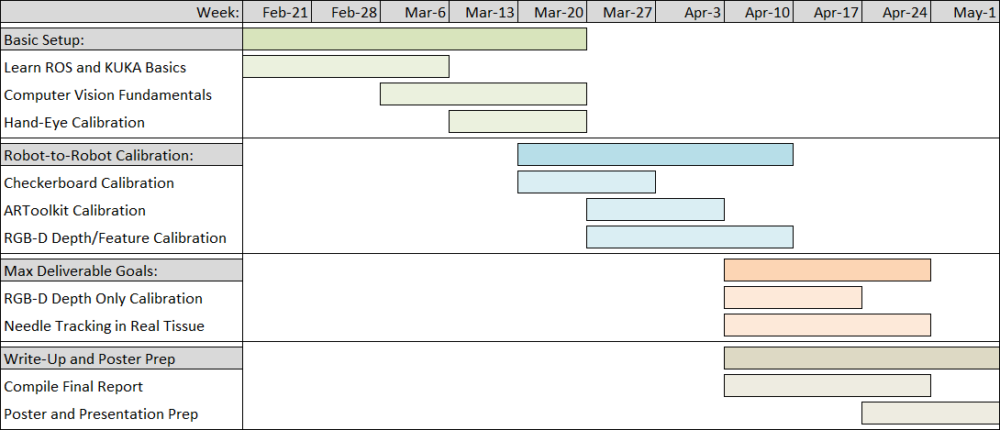 Week: Feb-21 Feb-28 Mar-6 Mar-13 Mar-20 Mar-27 Apr-3 Apr-10 Apr-17 Apr-24 May-1
Basic Setup:
Learn ROS and KUKA Basics
Computer Vision Fundamentals
Hand-Eye Calibration
Robot-to-Robot Calibration:
Checkerboard Calibration
ARToolkit Calibration
RGB-D Depth/Feature Calibration
Max Deliverable Goals:
RGB-D Depth Only Calibration
Needle Tracking in Real Tissue
Write-Up and Poster Prep
Compile Final Report
Poster and Presentation Prep